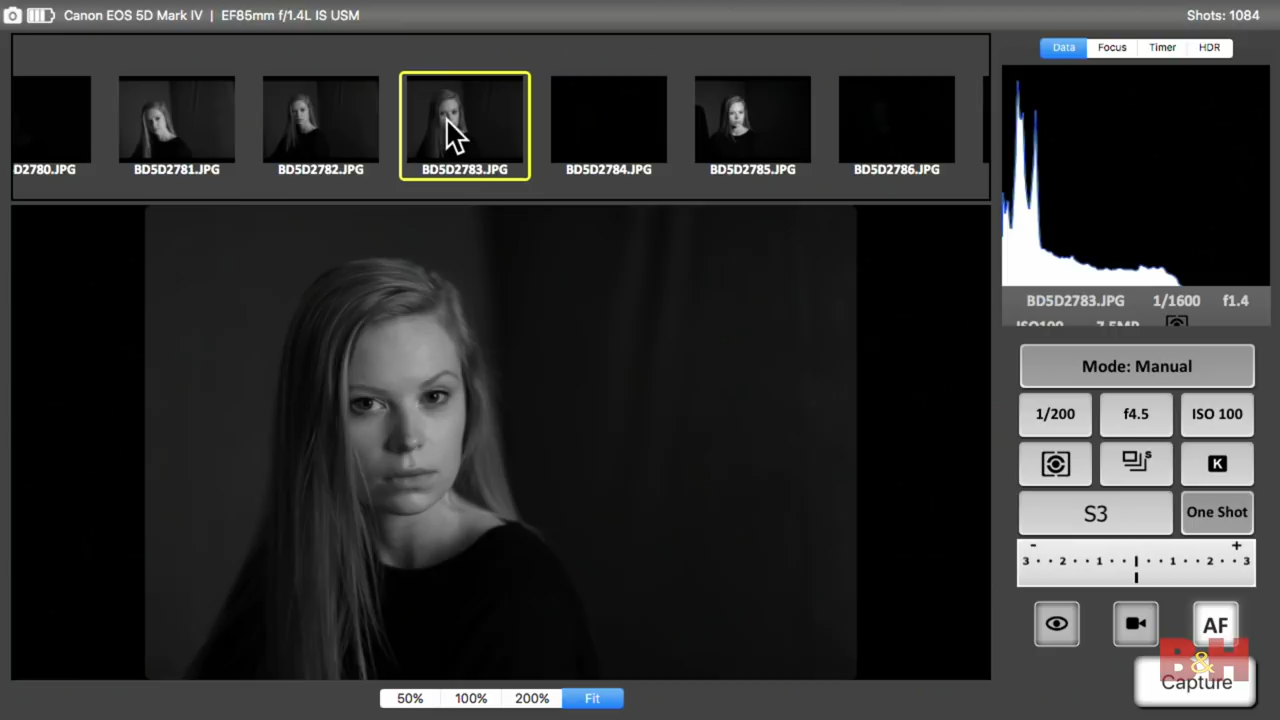 Canon EOS 5D Mark IV | EF85mm f/1.4L IS USM
Shots: 1084
Data Focus Timer HDR
D2780.JPG BD5D2781.JPG BD5D2782.JPG BD5D2783.JPG BD5D2784.JPG BD5D2785.JPG BD5D2786.JPG
BD5D2783.JPG 1/1600 f1.4
ISO100 7.5MP
Mode: Manual
1/200 f4.5 ISO 100
S
K
S3 One Shot
- +
3 · · 2 · · 1 · · | · · 1 · · 2 · · 3
AF
B&H
Capture
50% 100% 200% Fit